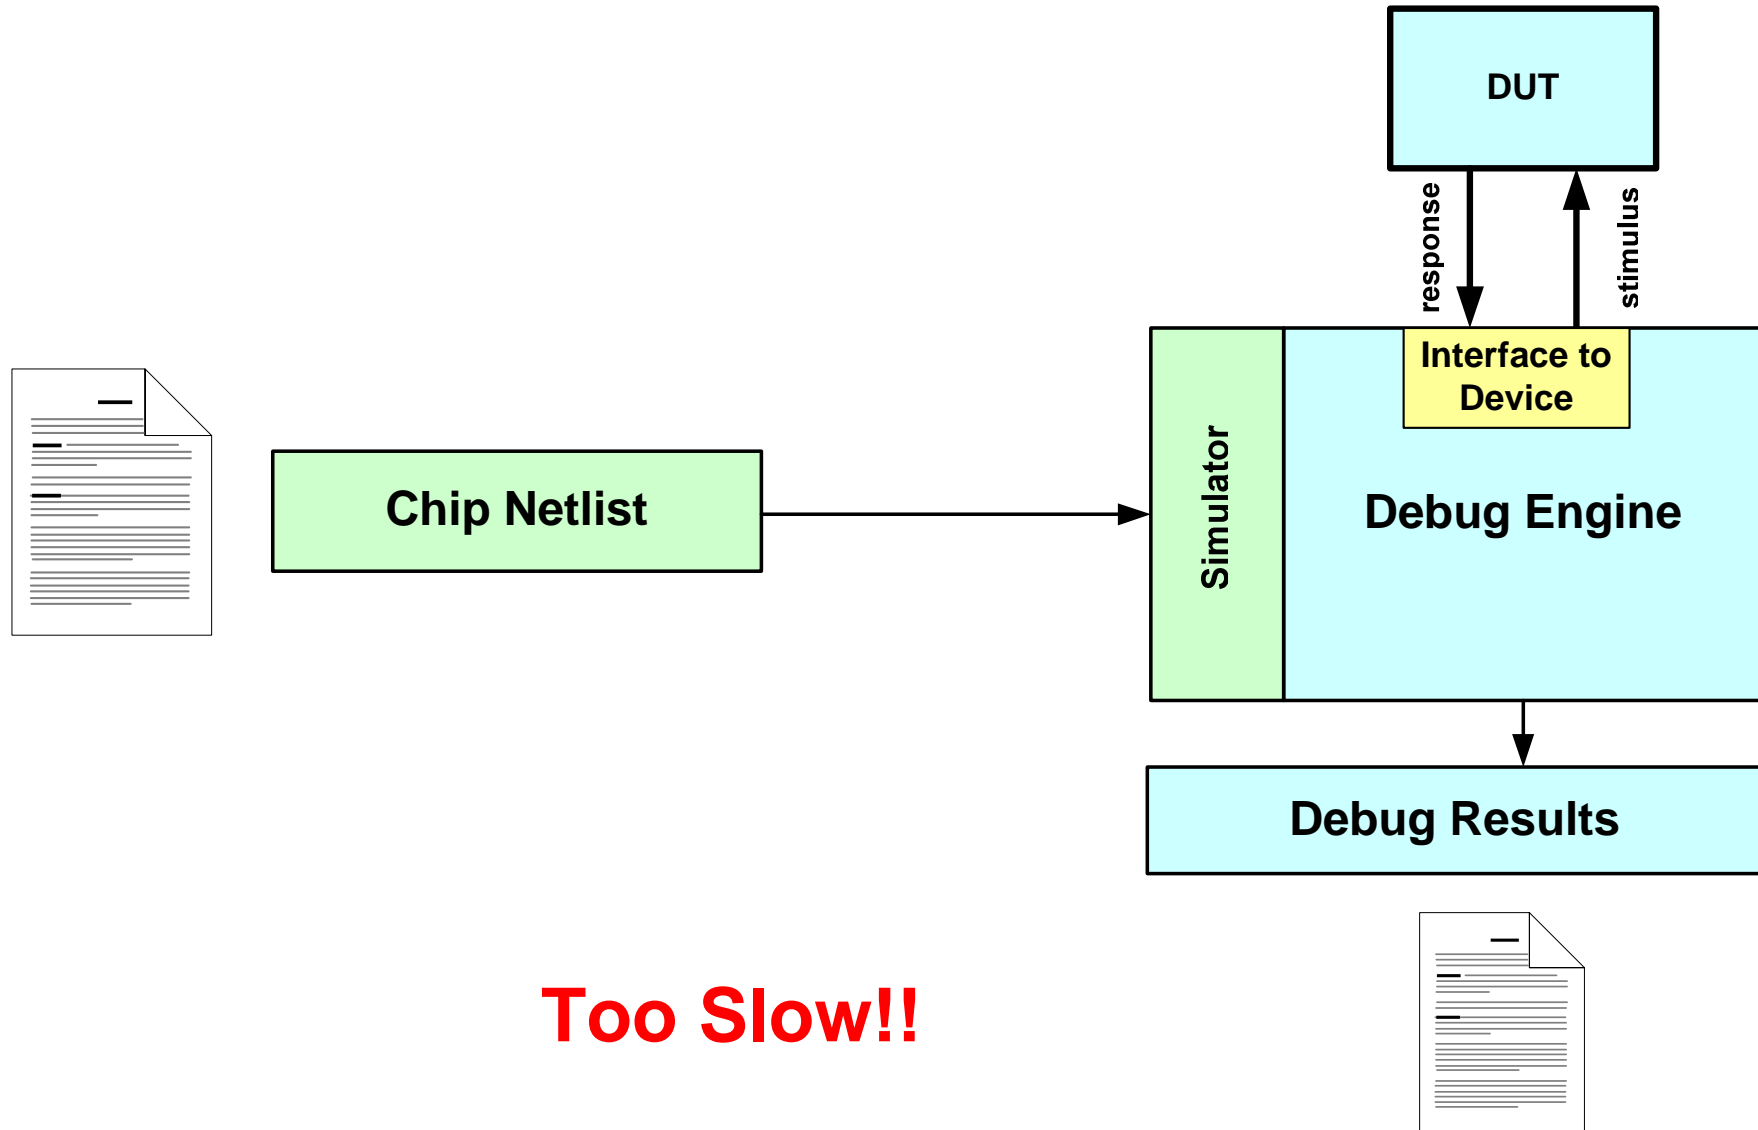 DUT
response
stimulus
Interface to
Device
Simulator
Chip Netlist
Debug Engine
Debug Results
Too Slow!!